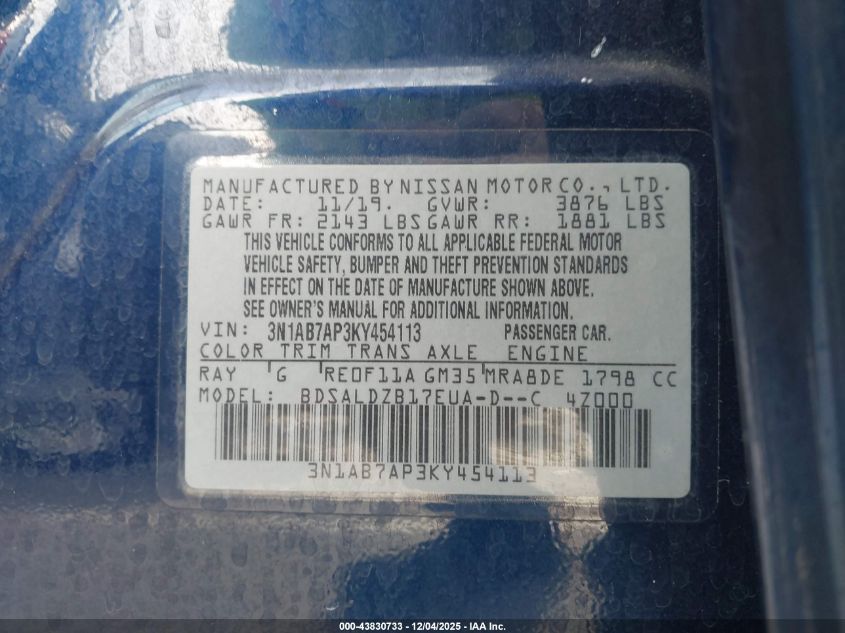 MANUFACTURED BY NISSAN MOTOR CO., LTD.
DATE: 11/19. GVWR: 3876 LBS
GAWR FR: 2143 LBS GAWR RR: 1881 LBS
THIS VEHICLE CONFORMS TO ALL APPLICABLE FEDERAL MOTOR
VEHICLE SAFETY, BUMPER AND THEFT PREVENTION STANDARDS
IN EFFECT ON THE DATE OF MANUFACTURE SHOWN ABOVE.
SEE OWNER'S MANUAL FOR ADDITIONAL INFORMATION.
VIN: 3N1AB7AP3KY454113 PASSENGER CAR.
COLOR TRIM TRANS AXLE ENGINE
RAY G RE0F11A GM35 MRA8DE 1798 CC
MODEL: BDSALDZB17EUA-D--C 4Z000
3N1AB7AP3KY454113
000-43830733 - 12/04/2025 - IAA Inc.